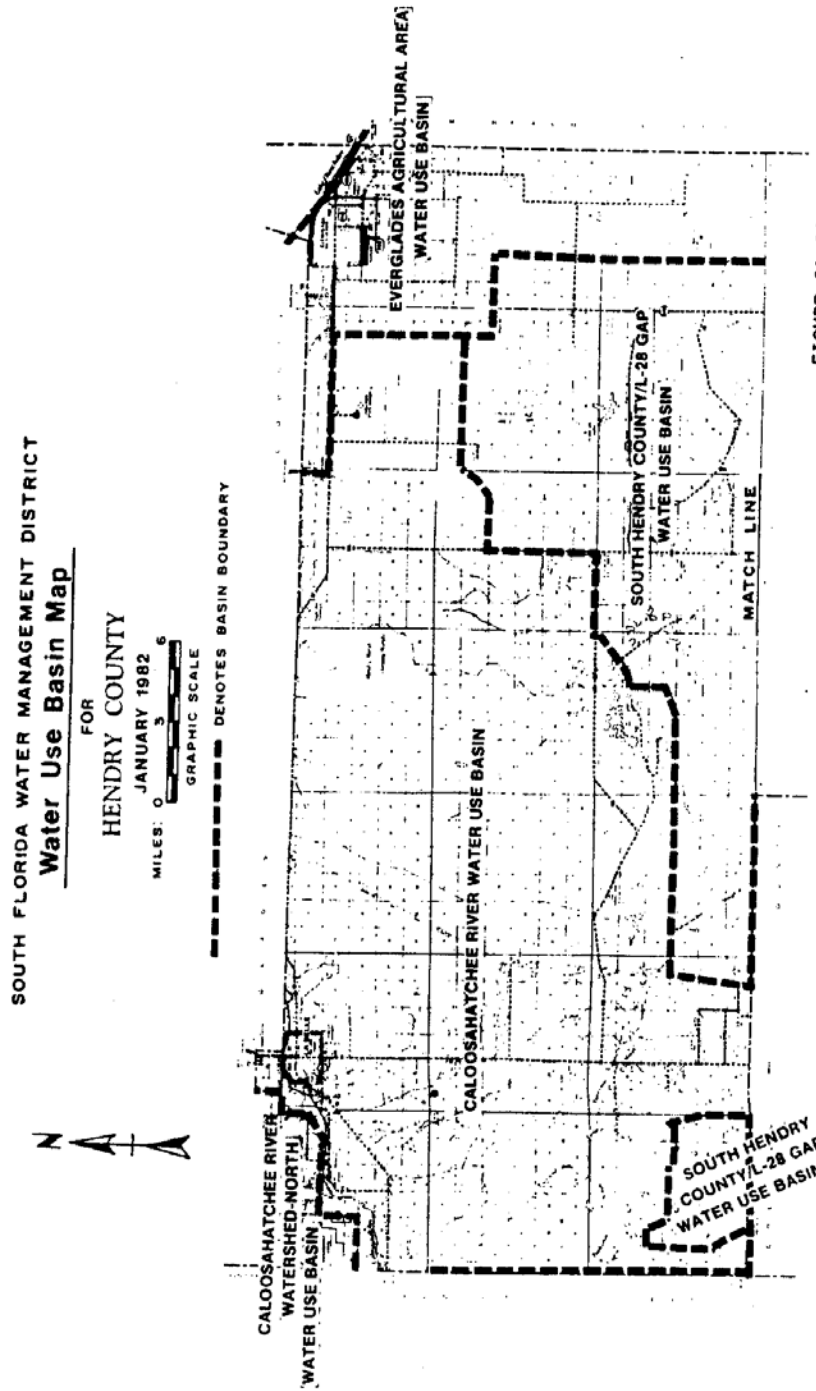 SOUTH FLORIDA WATER MANAGEMENT DISTRICT
Water Use Basin Map
FOR
HENDRY COUNTY
JANUARY 1982
MILES: 0 3 6
GRAPHIC SCALE
DENOTES BASIN BOUNDARY
N
CALOOSAHATCHEE RIVER
WATERSHED-NORTH
WATER USE BASIN
EVERGLADES AGRICULTURAL AREA
WATER USE BASIN
CALOOSAHATCHEE RIVER WATER USE BASIN
SOUTH HENDRY COUNTY/L-28 GAP
WATER USE BASIN
SOUTH HENDRY
COUNTY/L-28 GAP
WATER USE BASIN
MATCH LINE